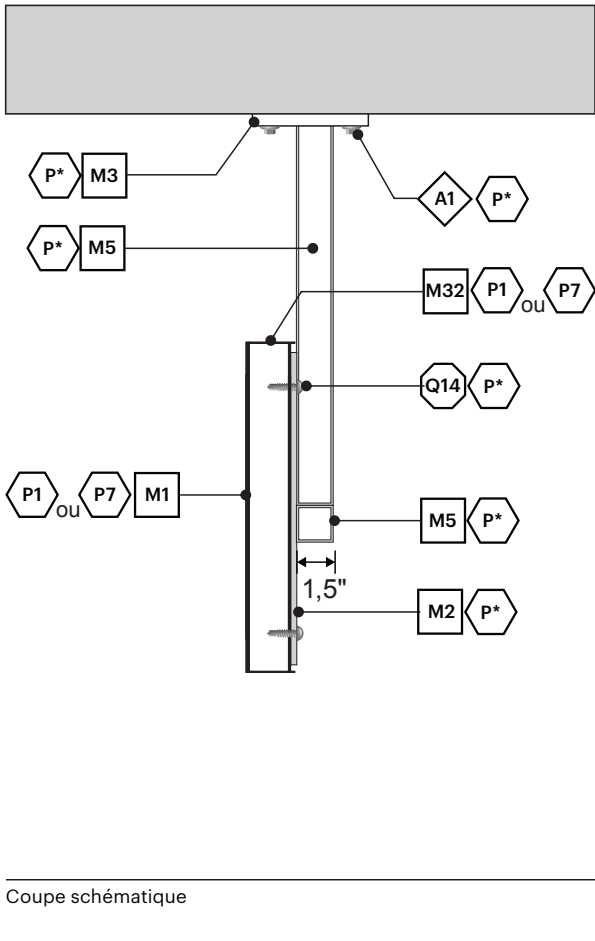 P* M3
A1 P*
P* M5
M32 P1 ou P7
Q14 P*
P1 ou P7 M1
M5 P*
1,5"
M2 P*
Coupe schématique